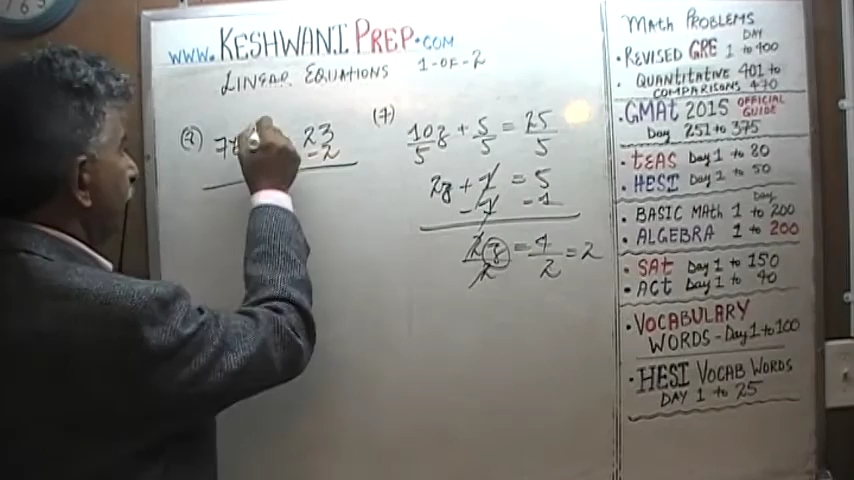 www.KESHWANI PREP.COM
LINEAR EQUATIONS 1-OF-2
23
-2
(7) 10z + 5 = 25
5 5 5
2z + 1 = 5
- 1 - 1
2z = 4 = 2
2 2
MATH PROBLEMS
DAY
• REVISED GRE 1 to 400
• QUANTITATIVE 401 to
COMPARISONS 470
• GMAT 2015 OFFICIAL GUIDE
Day 251 to 375
• TEAS Day 1 to 80
• HESI Day 1 to 50
Day
• BASIC MATH 1 to 200
• ALGEBRA 1 to 200
• SAT Day 1 to 150
• ACT Day 1 to 40
• VOCABULARY
WORDS - Day 1 to 100
• HESI VOCAB WORDS
DAY 1 to 25